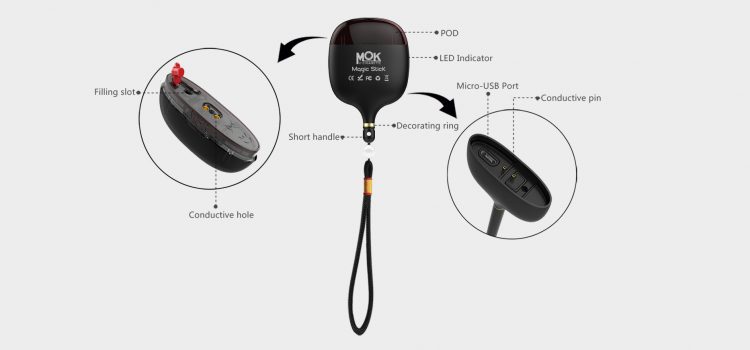 POD
LED Indicator
MOK
Magic Stick
Filling slot
Short handle
Decorating ring
Micro-USB Port
Conductive pin
Conductive hole